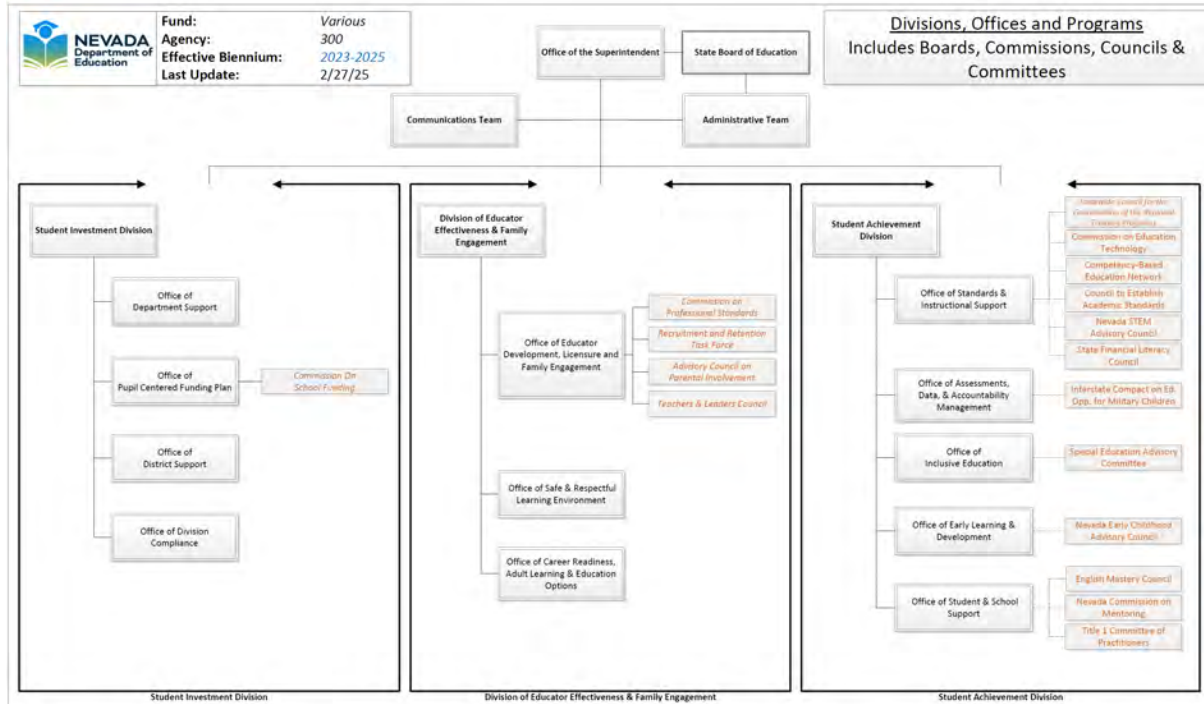 NEVADA
Department of
Education
Fund: Various
Agency: 300
Effective Biennium: 2023-2025
Last Update: 2/27/25
Office of the Superintendent
State Board of Education
Divisions, Offices and Programs
Includes Boards, Commissions, Councils &
Committees
Communications Team
Administrative Team
Student Investment Division
Office of
Department Support
Office of
Pupil Centered Funding Plan
Commission On
School Funding
Office of
District Support
Office of Division
Compliance
Student Investment Division
Division of Educator
Effectiveness & Family
Engagement
Office of Educator
Development, Licensure and
Family Engagement
Commission on
Professional Standards
Recruitment and Retention
Task Force
Advisory Council on
Parental Involvement
Teachers & Leaders Council
Office of Safe & Respectful
Learning Environment
Office of Career Readiness,
Adult Learning & Education
Options
Division of Educator Effectiveness & Family Engagement
Student Achievement
Division
Office of Standards &
Instructional Support
Statewide Council for the
Coordination of the Regional
Training Programs
Commission on Education
Technology
Competency-Based
Education Network
Council to Establish
Academic Standards
Nevada STEM
Advisory Council
State Financial Literacy
Council
Office of Assessments,
Data, & Accountability
Management
Interstate Compact on Ed.
Opp. for Military Children
Office of
Inclusive Education
Special Education Advisory
Committee
Office of Early Learning &
Development
Nevada Early Childhood
Advisory Council
Office of Student & School
Support
English Mastery Council
Nevada Commission on
Mentoring
Title 1 Committee of
Practitioners
Student Achievement Division